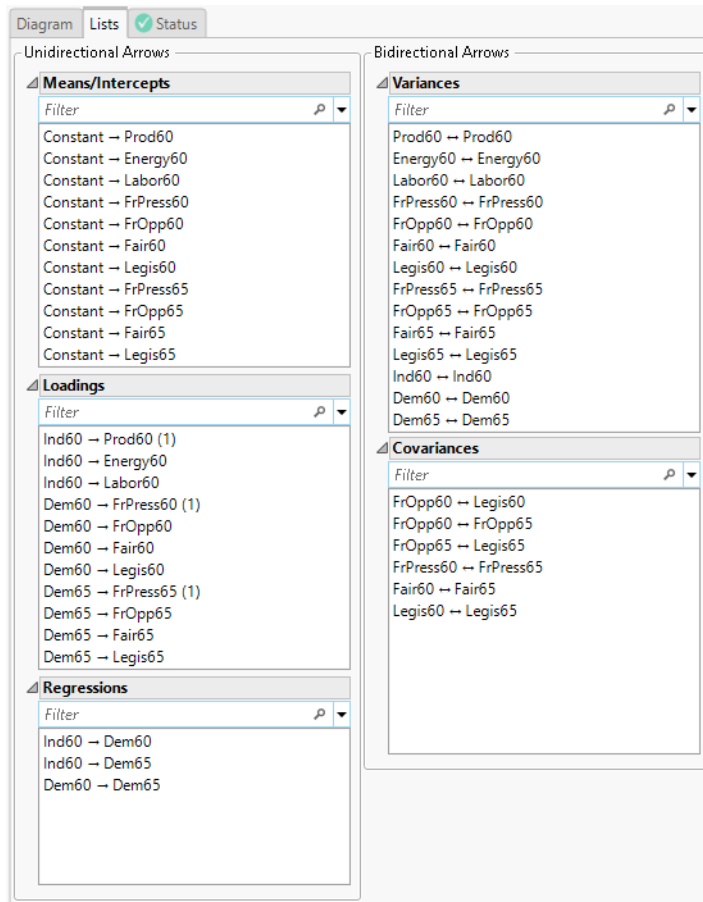 Diagram Lists Status
Unidirectional Arrows
Means/Intercepts
Filter
Constant → Prod60
Constant → Energy60
Constant → Labor60
Constant → FrPress60
Constant → FrOpp60
Constant → Fair60
Constant → Legis60
Constant → FrPress65
Constant → FrOpp65
Constant → Fair65
Constant → Legis65
Loadings
Filter
Ind60 → Prod60 (1)
Ind60 → Energy60
Ind60 → Labor60
Dem60 → FrPress60 (1)
Dem60 → FrOpp60
Dem60 → Fair60
Dem60 → Legis60
Dem65 → FrPress65 (1)
Dem65 → FrOpp65
Dem65 → Fair65
Dem65 → Legis65
Regressions
Filter
Ind60 → Dem60
Ind60 → Dem65
Dem60 → Dem65
Bidirectional Arrows
Variances
Filter
Prod60 ↔ Prod60
Energy60 ↔ Energy60
Labor60 ↔ Labor60
FrPress60 ↔ FrPress60
FrOpp60 ↔ FrOpp60
Fair60 ↔ Fair60
Legis60 ↔ Legis60
FrPress65 ↔ FrPress65
FrOpp65 ↔ FrOpp65
Fair65 ↔ Fair65
Legis65 ↔ Legis65
Ind60 ↔ Ind60
Dem60 ↔ Dem60
Dem65 ↔ Dem65
Covariances
Filter
FrOpp60 ↔ Legis60
FrOpp60 ↔ FrOpp65
FrOpp65 ↔ Legis65
FrPress60 ↔ FrPress65
Fair60 ↔ Fair65
Legis60 ↔ Legis65